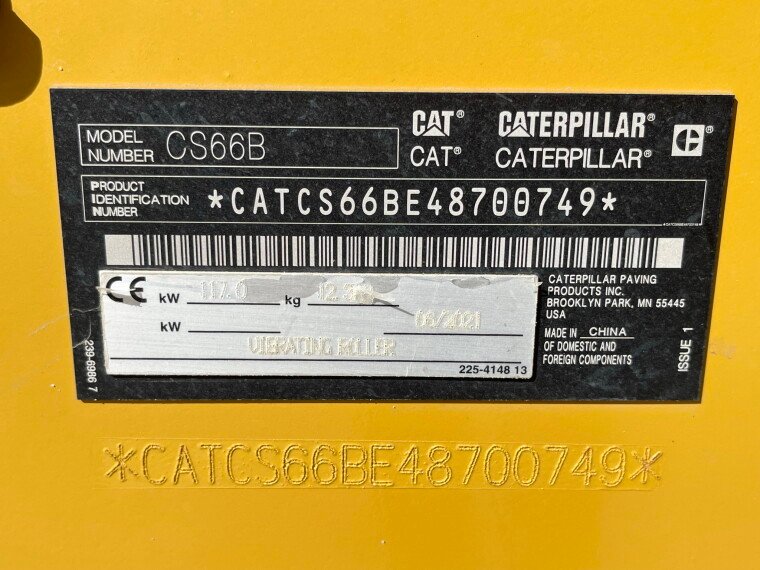 MODEL NUMBER CS66B
CAT® CATERPILLAR®
CAT® CATERPILLAR®
PRODUCT IDENTIFICATION NUMBER *CATCS66BE48700749*
CE kW 117.0 kg
kW 06/2021
VIBRATING ROLLER
225-4148 13
CATERPILLAR PAVING
PRODUCTS INC.
BROOKLYN PARK, MN 55445
USA
MADE IN CHINA
OF DOMESTIC AND
FOREIGN COMPONENTS
ISSUE 1
239-6986 7
*CATCS66BE48700749*